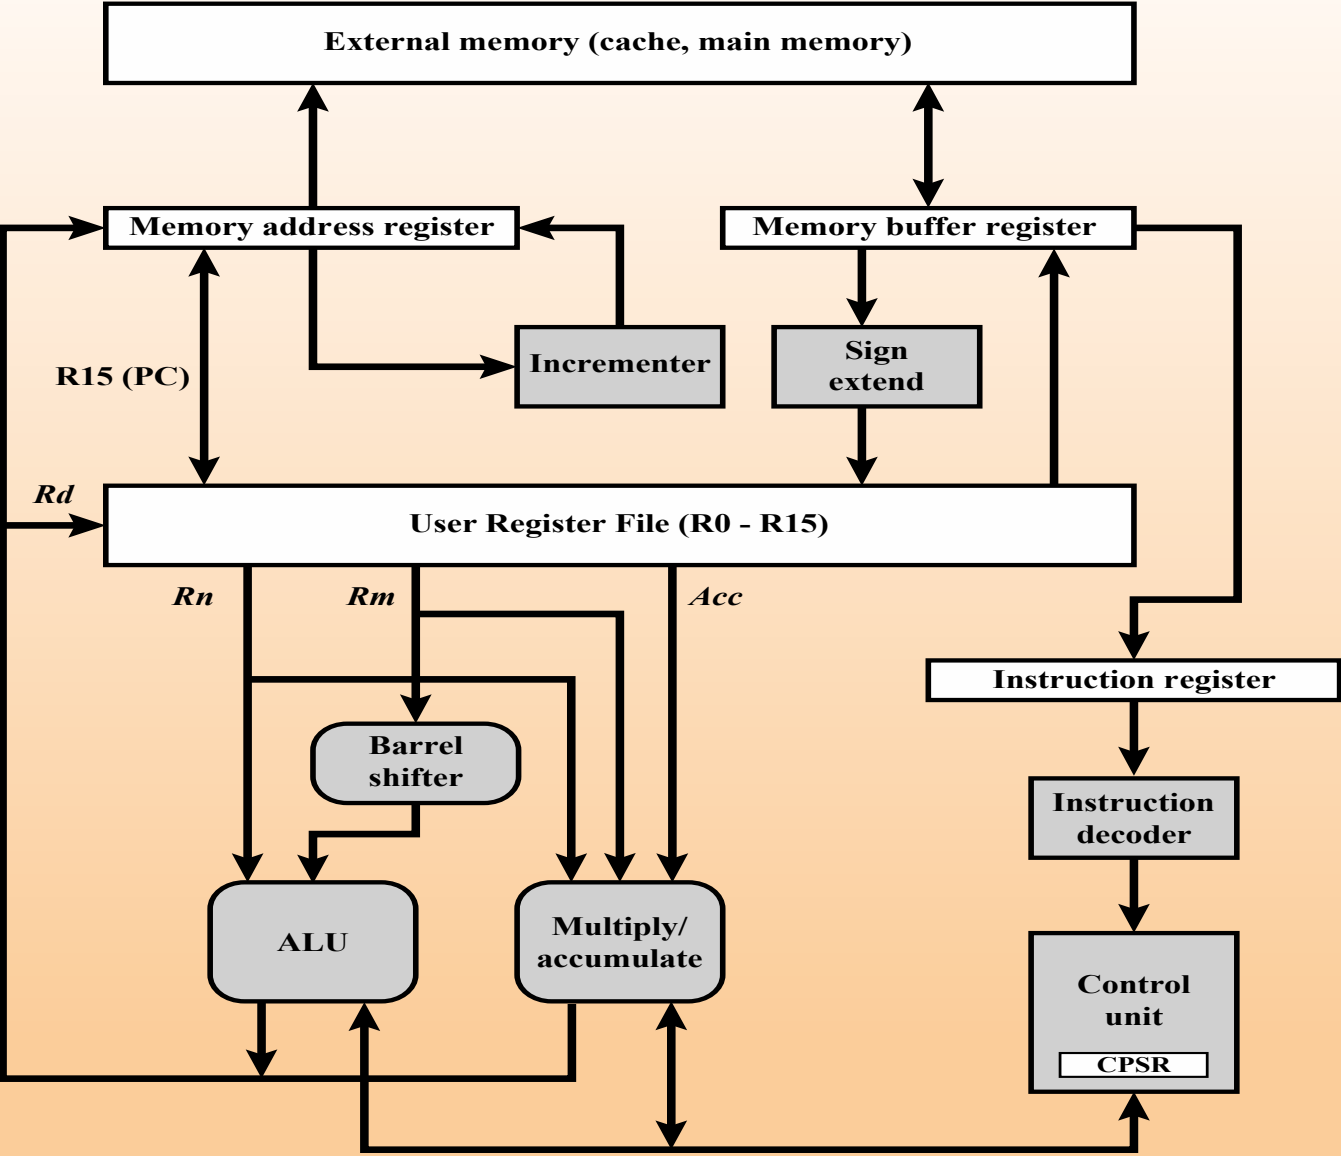 External memory (cache, main memory)
Memory address register
Memory buffer register
Incrementer
Sign
extend
R15 (PC)
Rd
User Register File (R0 - R15)
Rn
Rm
Acc
Instruction register
Barrel
shifter
Instruction
decoder
ALU
Multiply/
accumulate
Control
unit
CPSR